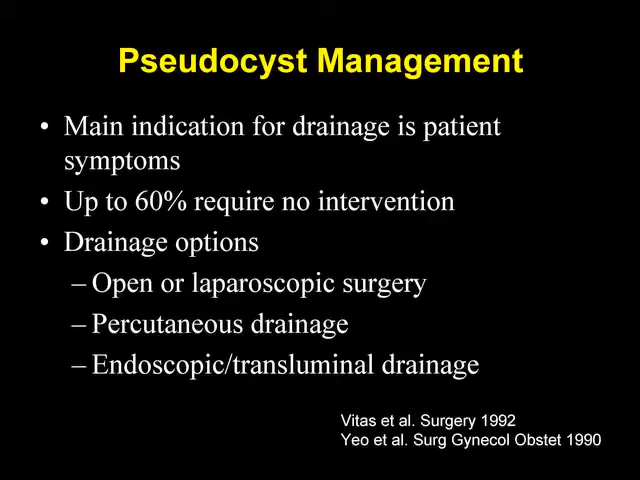 Pseudocyst Management
• Main indication for drainage is patient
symptoms
• Up to 60% require no intervention
• Drainage options
– Open or laparoscopic surgery
– Percutaneous drainage
– Endoscopic/transluminal drainage
Vitas et al. Surgery 1992
Yeo et al. Surg Gynecol Obstet 1990